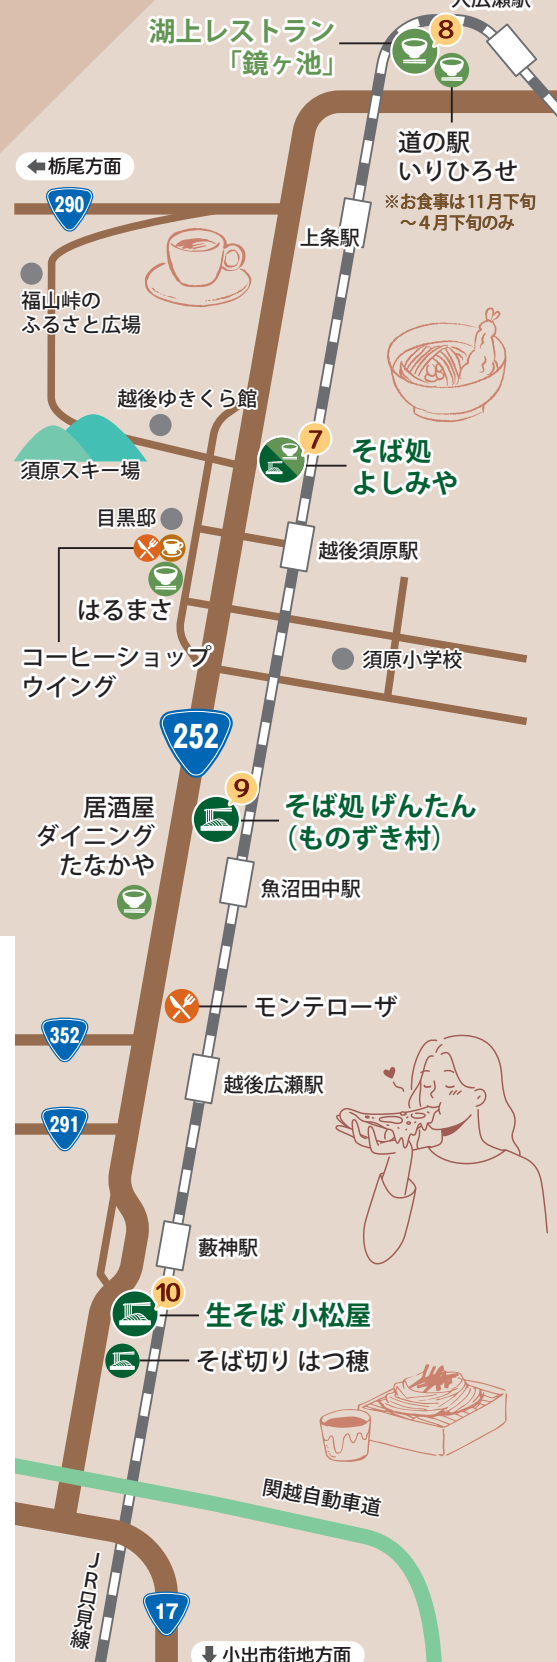 湖上レストラン
「鏡ヶ池」
8
道の駅
いりひろせ
※お食事は11月下旬
～4月下旬のみ
栃尾方面
290
上条駅
福山峠の
ふるさと広場
越後ゆきくら館
須原スキー場
7
そば処
よしみや
目黒邸
越後須原駅
はるまさ
コーヒーショップ
ウイング
須原小学校
252
9
そば処 げんたん
（ものずき村）
居酒屋
ダイニング
たなかや
魚沼田中駅
モンテローザ
352
越後広瀬駅
291
藪神駅
10
生そば 小松屋
そば切り はつ穂
関越自動車道
JR只見線
17
小出市街地方面